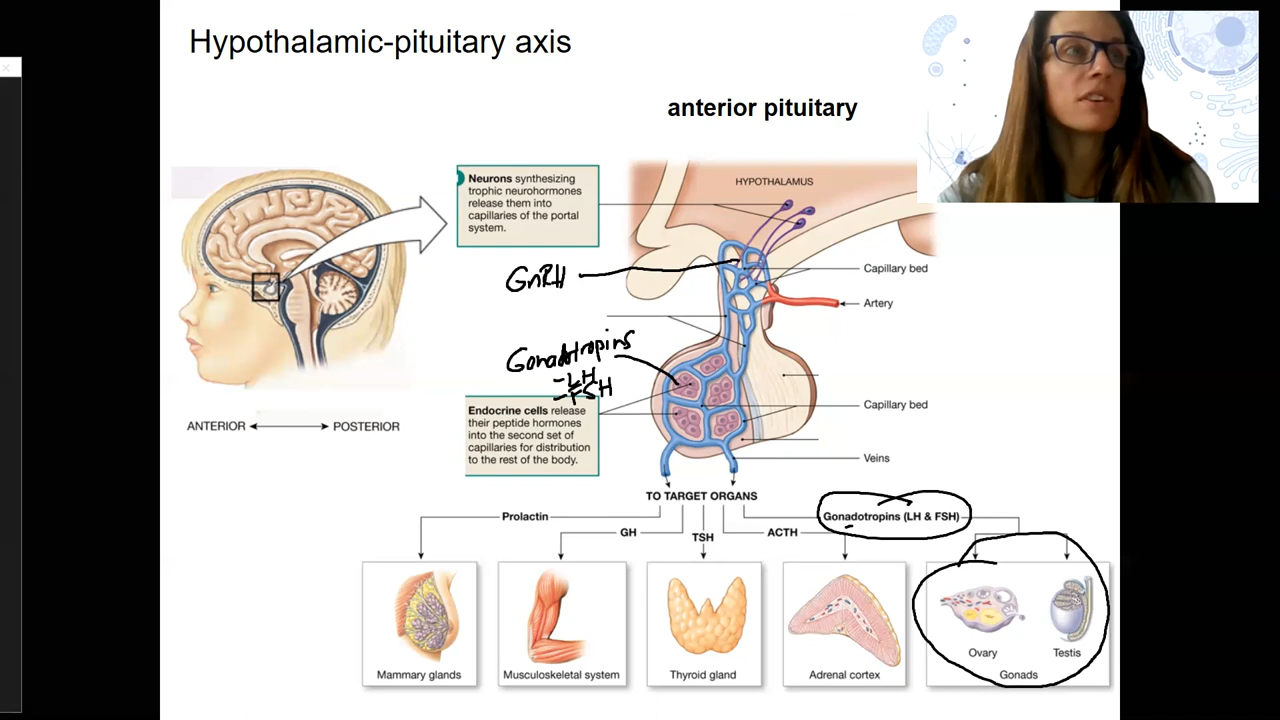 Hypothalamic-pituitary axis
anterior pituitary
Neurons synthesizing
trophic neurohormones
release them into
capillaries of the portal
system.
HYPOTHALAMUS
Capillary bed
GnRH
Artery
Gonadotropins
-LH
-FSH
Endocrine cells release
their peptide hormones
into the second set of
capillaries for distribution
to the rest of the body.
Capillary bed
ANTERIOR
POSTERIOR
Veins
TO TARGET ORGANS
Prolactin
GH
TSH
ACTH
Gonadotropins (LH & FSH)
Mammary glands
Musculoskeletal system
Thyroid gland
Adrenal cortex
Ovary
Testis
Gonads